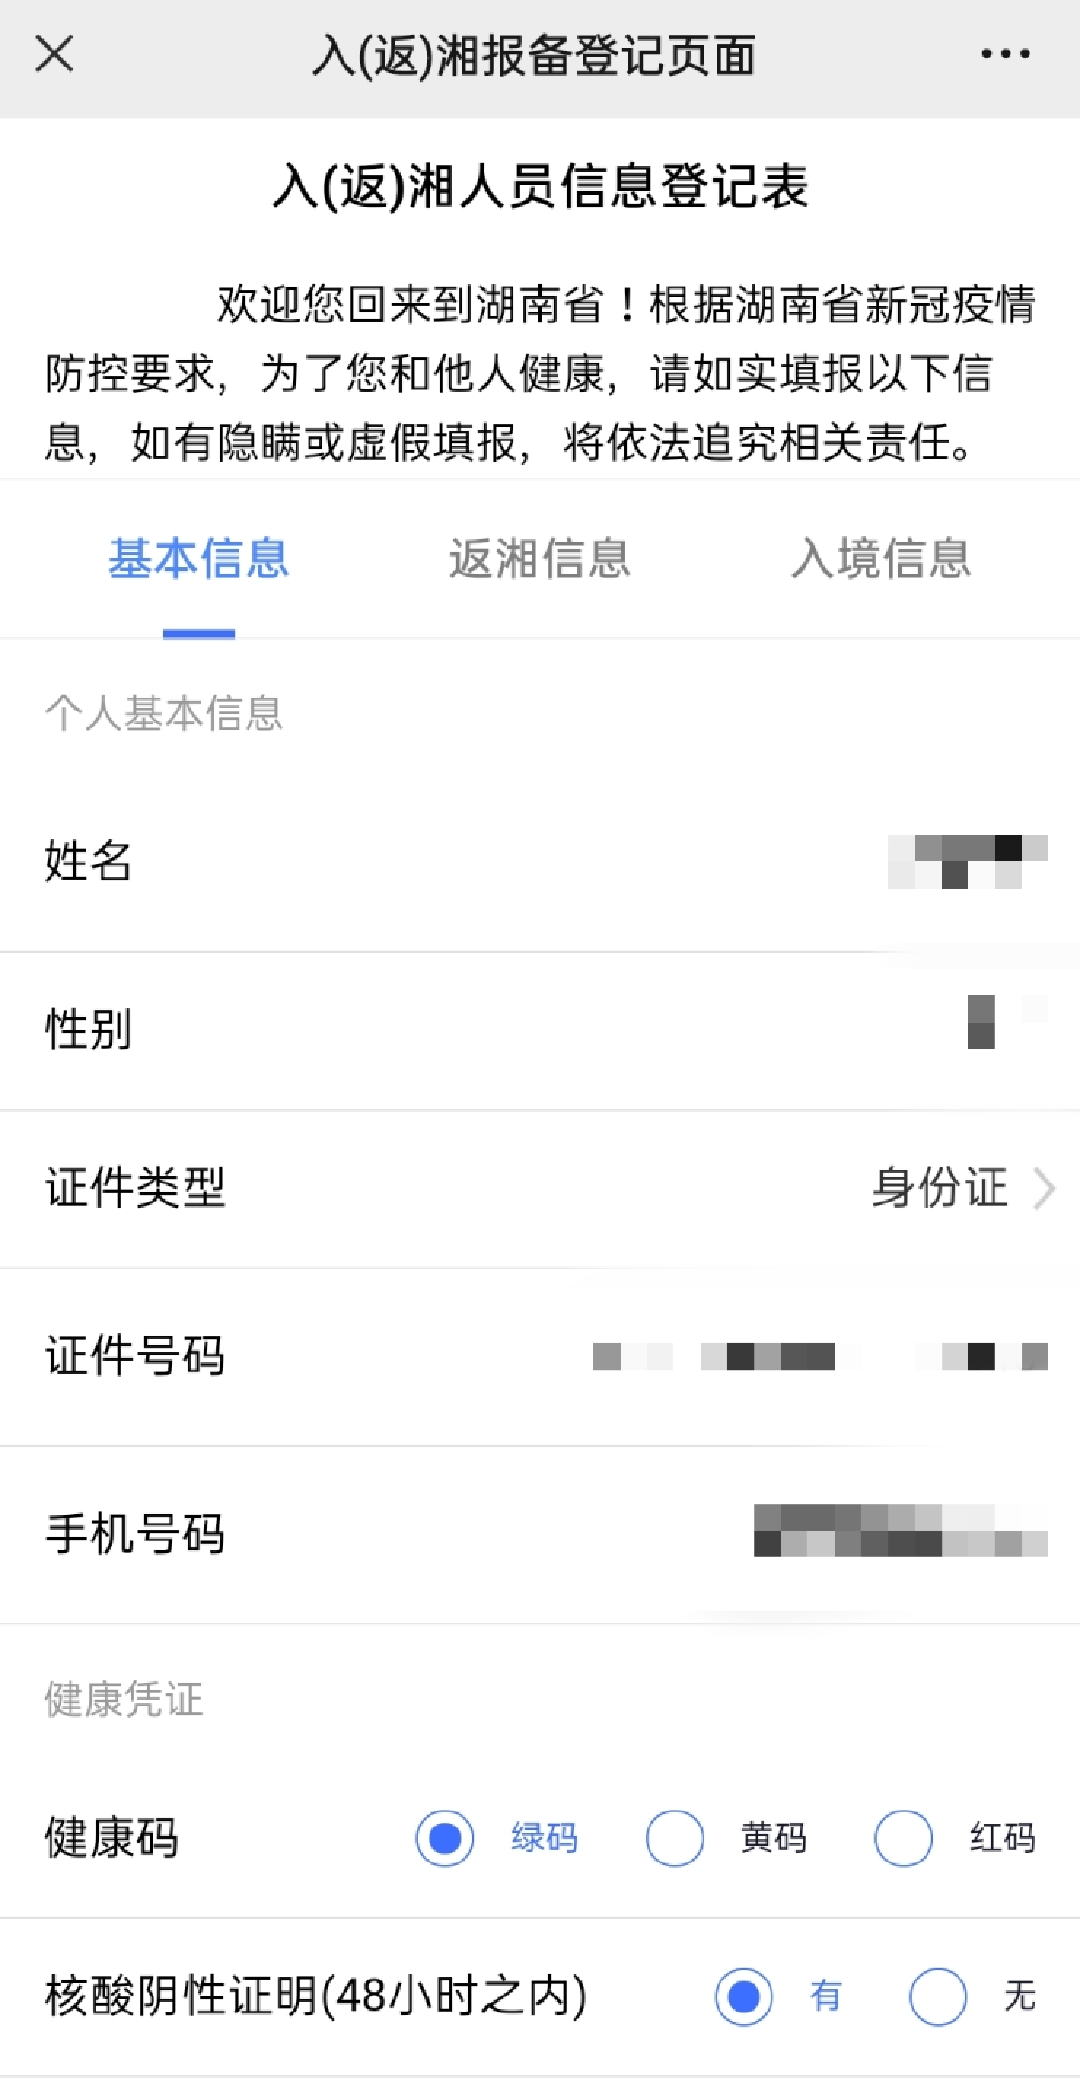 入(返)湘报备登记页面
入(返)湘人员信息登记表
欢迎您回来到湖南省！根据湖南省新冠疫情
防控要求，为了您和他人健康，请如实填报以下信
息，如有隐瞒或虚假填报，将依法追究相关责任。
基本信息 返湘信息 入境信息
个人基本信息
姓名
性别
证件类型 身份证
证件号码
手机号码
健康凭证
健康码 绿码 黄码 红码
核酸阴性证明(48小时之内) 有 无